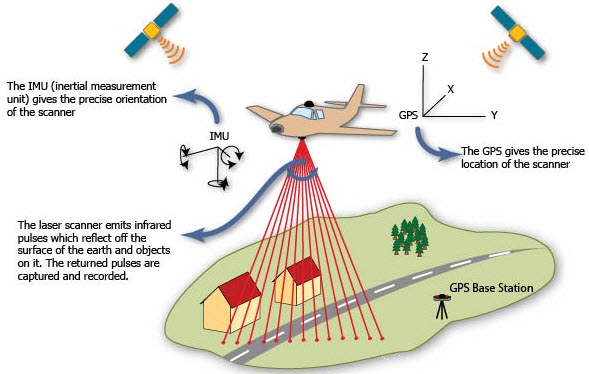 The IMU (inertial measurement
unit) gives the precise orientation
of the scanner
IMU
Z
X
GPS
Y
The GPS gives the precise
location of the scanner
The laser scanner emits infrared
pulses which reflect off the
surface of the earth and objects
on it. The returned pulses are
captured and recorded.
GPS Base Station